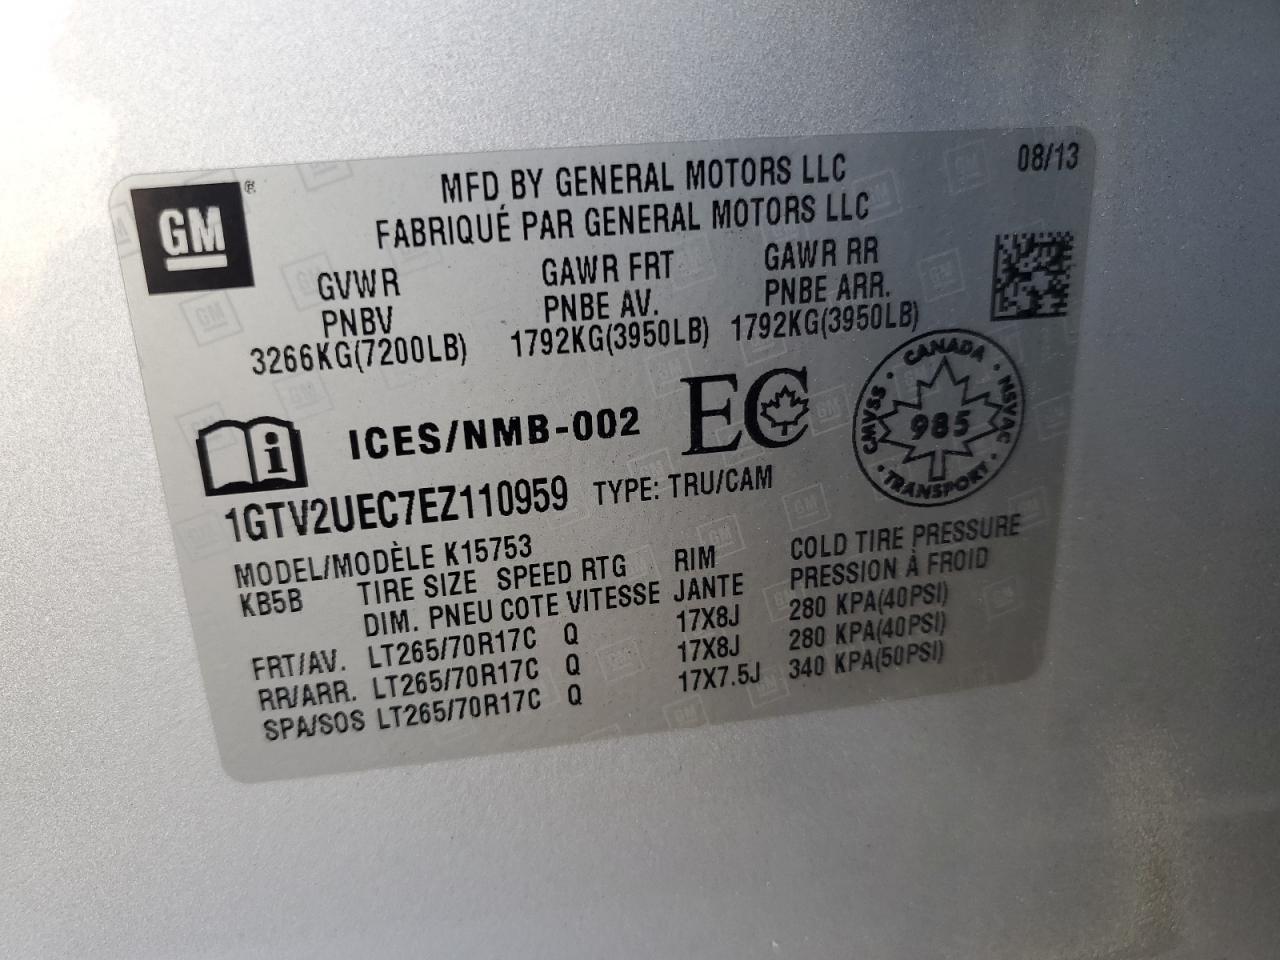 GM ®
08/13
MFD BY GENERAL MOTORS LLC
FABRIQUÉ PAR GENERAL MOTORS LLC
GVWR GAWR FRT GAWR RR
PNBV PNBE AV. PNBE ARR.
3266KG(7200LB) 1792KG(3950LB) 1792KG(3950LB)
i ICES/NMB-002 EC
CANADA
CMVSS 985 NSVAC
TRANSPORT
1GTV2UEC7EZ110959 TYPE: TRU/CAM
MODEL/MODÈLE K15753
KB5B TIRE SIZE SPEED RTG RIM COLD TIRE PRESSURE
DIM. PNEU COTE VITESSE JANTE PRESSION À FROID
FRT/AV. LT265/70R17C Q 17X8J 280 KPA(40PSI)
RR/ARR. LT265/70R17C Q 17X8J 280 KPA(40PSI)
SPA/SOS LT265/70R17C Q 17X7.5J 340 KPA(50PSI)